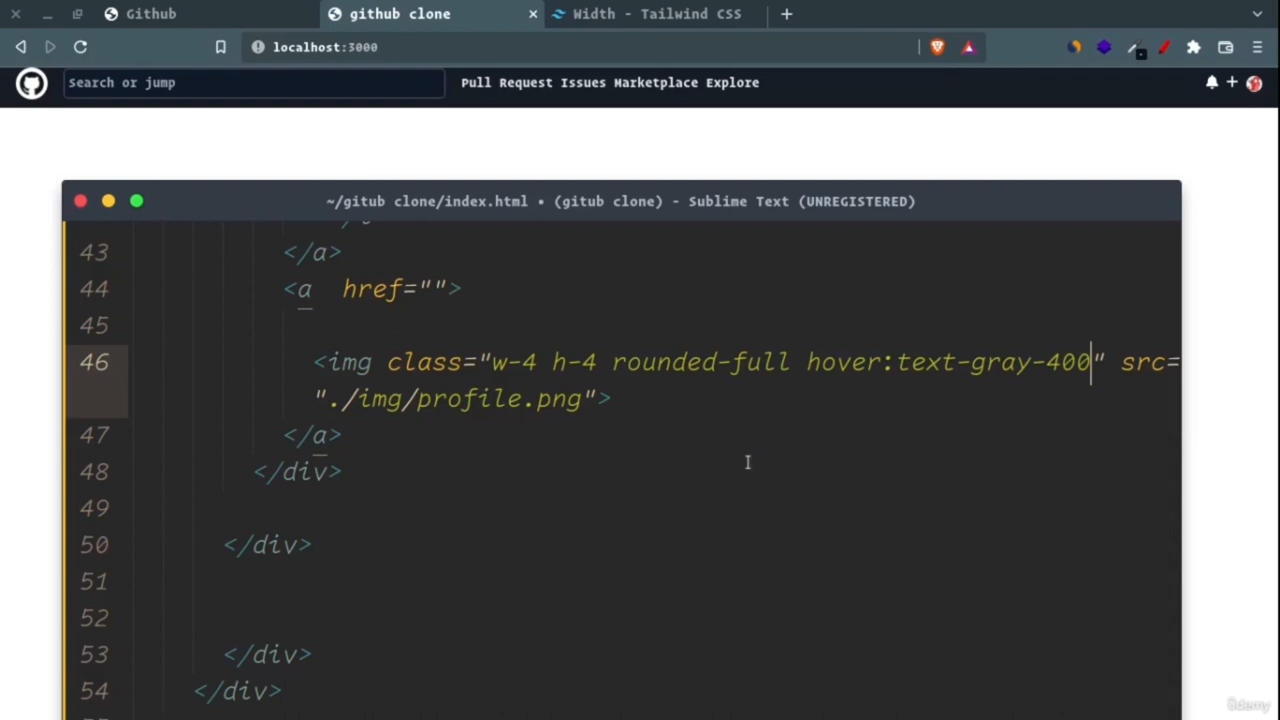 Github
github clone
Width - Tailwind CSS
localhost:3000
Search or jump
Pull Request Issues Marketplace Explore
~/gitub clone/index.html • (gitub clone) - Sublime Text (UNREGISTERED)
43 </a>
44 <a  href="">
45
46 <img class="w-4 h-4 rounded-full hover:text-gray-400" src=
"./img/profile.png">
47 </a>
48 </div>
49
50 </div>
51
52
53 </div>
54 </div>
ûdemy